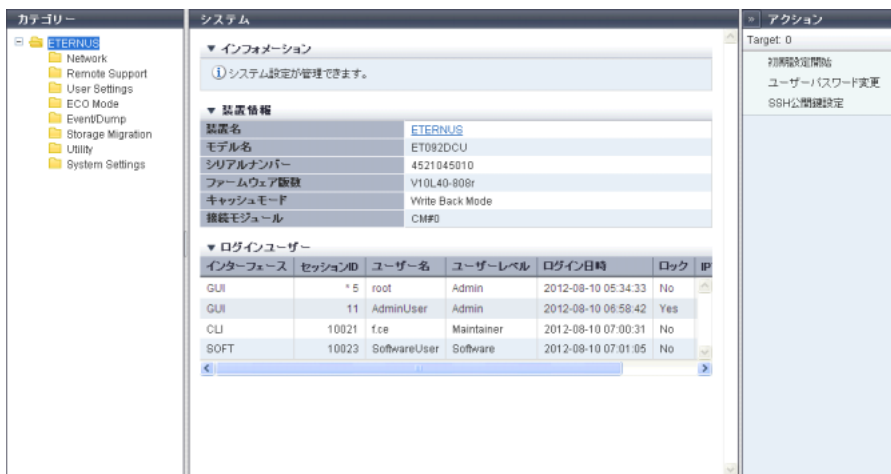 カテゴリー
ETERNUS
Network
Remote Support
User Settings
ECO Mode
Event/Dump
Storage Migration
Utility
System Settings
システム
▼ インフォメーション
システム設定が管理できます。
▼ 装置情報
装置名 ETERNUS
モデル名 ET092DCU
シリアルナンバー 4521045010
ファームウェア版数 V10L40-808r
キャッシュモード Write Back Mode
接続モジュール CM#0
▼ ログインユーザー
インターフェース セッションID ユーザー名 ユーザーレベル ログイン日時 ロック IP
GUI * 5 root Admin 2012-08-10 05:34:33 No
GUI 11 AdminUser Admin 2012-08-10 06:58:42 Yes
CLI 10021 f.ce Maintainer 2012-08-10 07:00:31 No
SOFT 10023 SoftwareUser Software 2012-08-10 07:01:05 No
» アクション
Target: 0
初期設定開始
ユーザーパスワード変更
SSH公開鍵設定